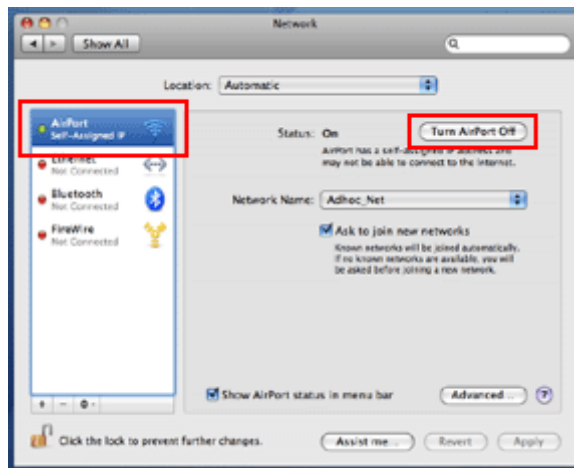 Network
Show All
Location: Automatic
AirPort
Self-Assigned IP
Ethernet
Not Connected
Bluetooth
Not Connected
FireWire
Not Connected
+ -
Status: On
Turn AirPort Off
AirPort has a self-assigned IP address and
may not be able to connect to the Internet.
Network Name: Adhoc_Net
Ask to join new networks
Known networks will be joined automatically.
If no known networks are available, you will
be asked before joining a new network.
Show AirPort status in menu bar
Advanced...
?
Click the lock to prevent further changes.
Assist me...
Revert
Apply